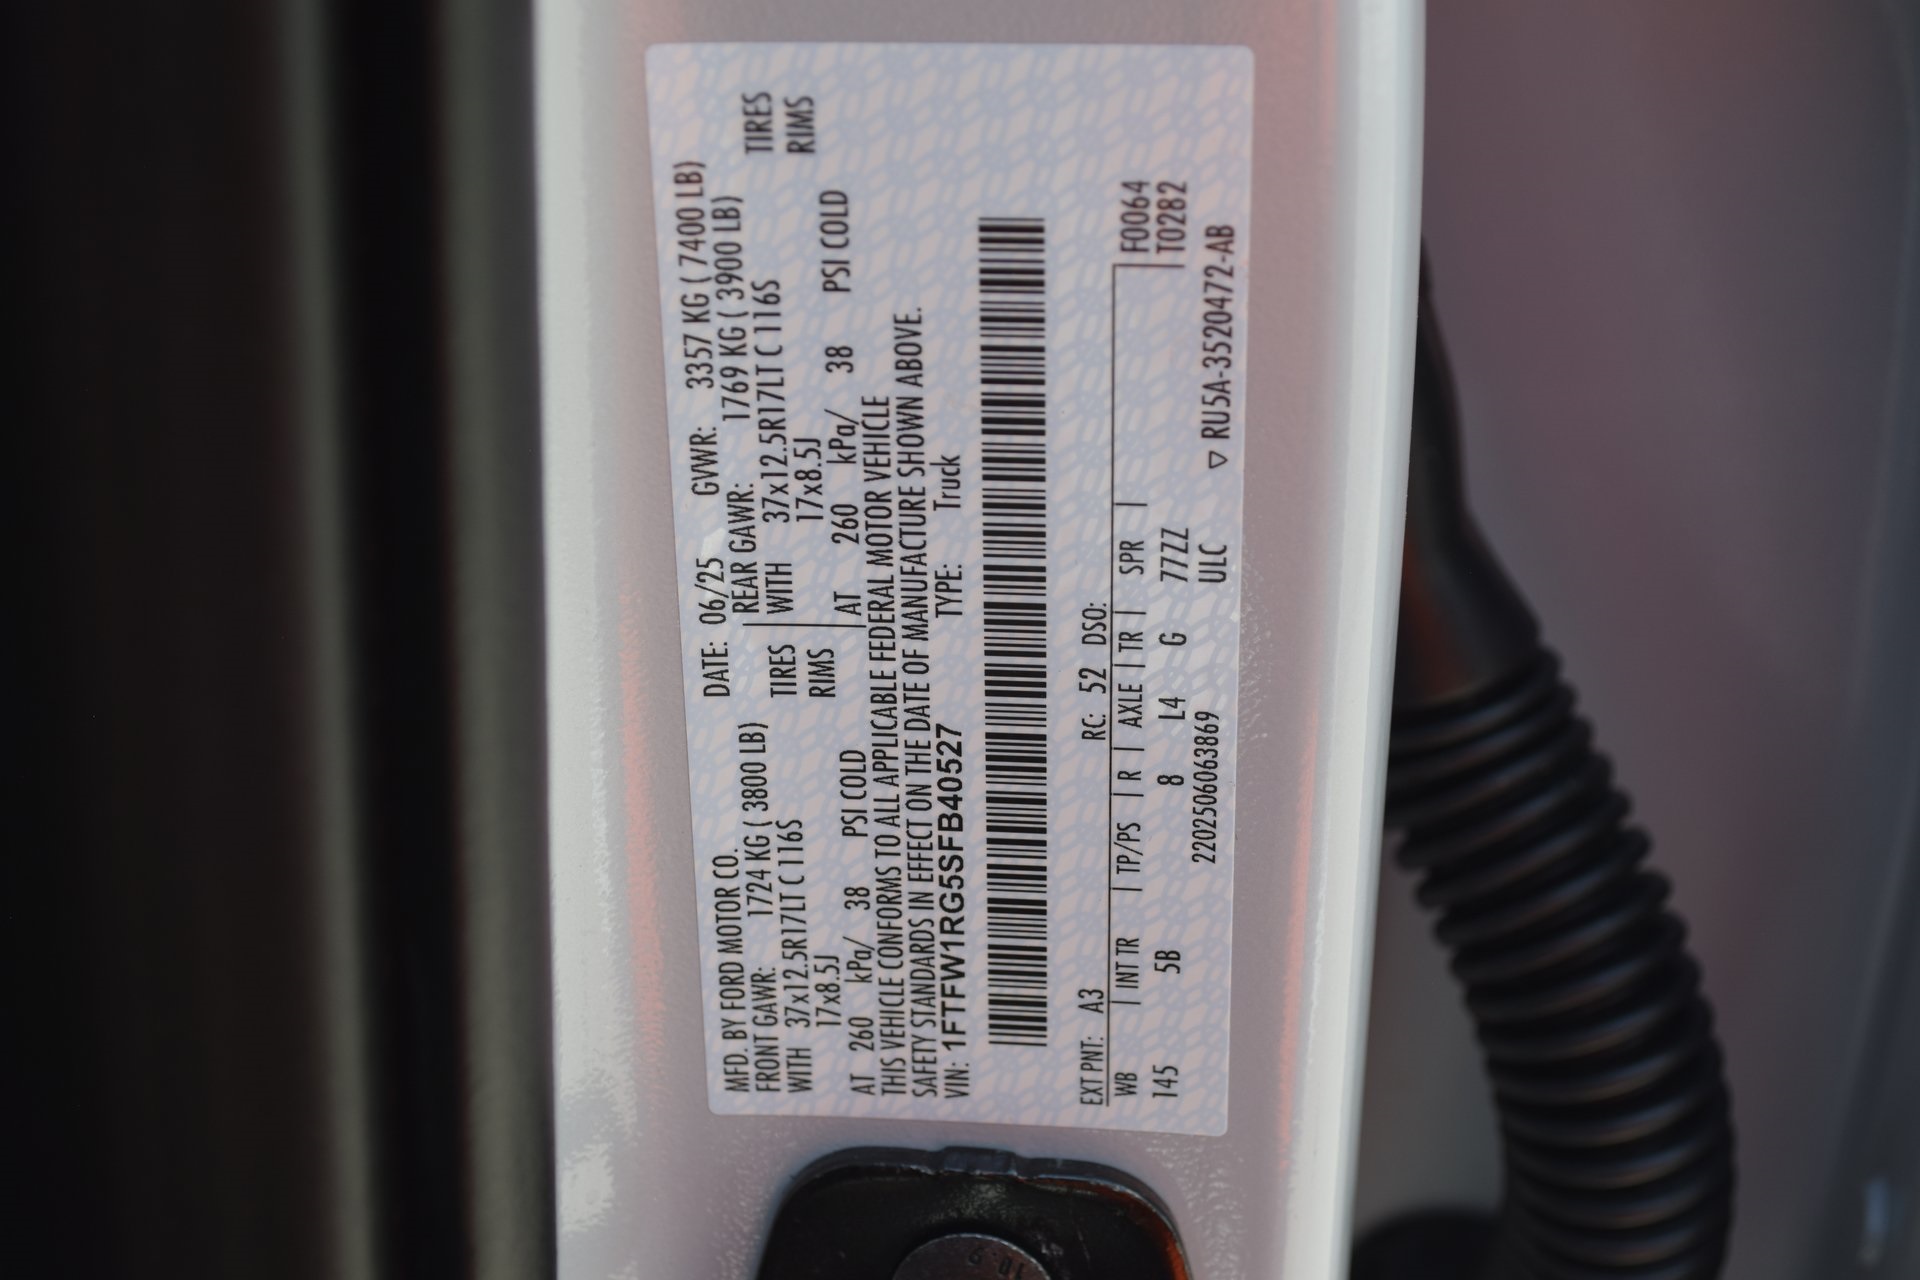 MFD. BY FORD MOTOR CO. DATE: 06/25 GVWR: 3357 KG ( 7400 LB)
FRONT GAWR: 1724 KG ( 3800 LB) REAR GAWR: 1769 KG ( 3900 LB)
WITH 37x12.5R17LT C 116S TIRES WITH 37x12.5R17LT C 116S TIRES
17x8.5J RIMS 17x8.5J RIMS
AT 260 kPa/ 38 PSI COLD AT 260 kPa/ 38 PSI COLD
THIS VEHICLE CONFORMS TO ALL APPLICABLE FEDERAL MOTOR VEHICLE
SAFETY STANDARDS IN EFFECT ON THE DATE OF MANUFACTURE SHOWN ABOVE.
VIN: 1FTFW1RG5SFB40527 TYPE: Truck
EXT PNT: A3 RC: 52 DSO:
WB | INT TR | TP/PS | R | AXLE | TR | SPR | F0064
145 5B 8 L4 G 77ZZ T0282
220250606​3869 ULC ▽ RU5A-3520472-AB